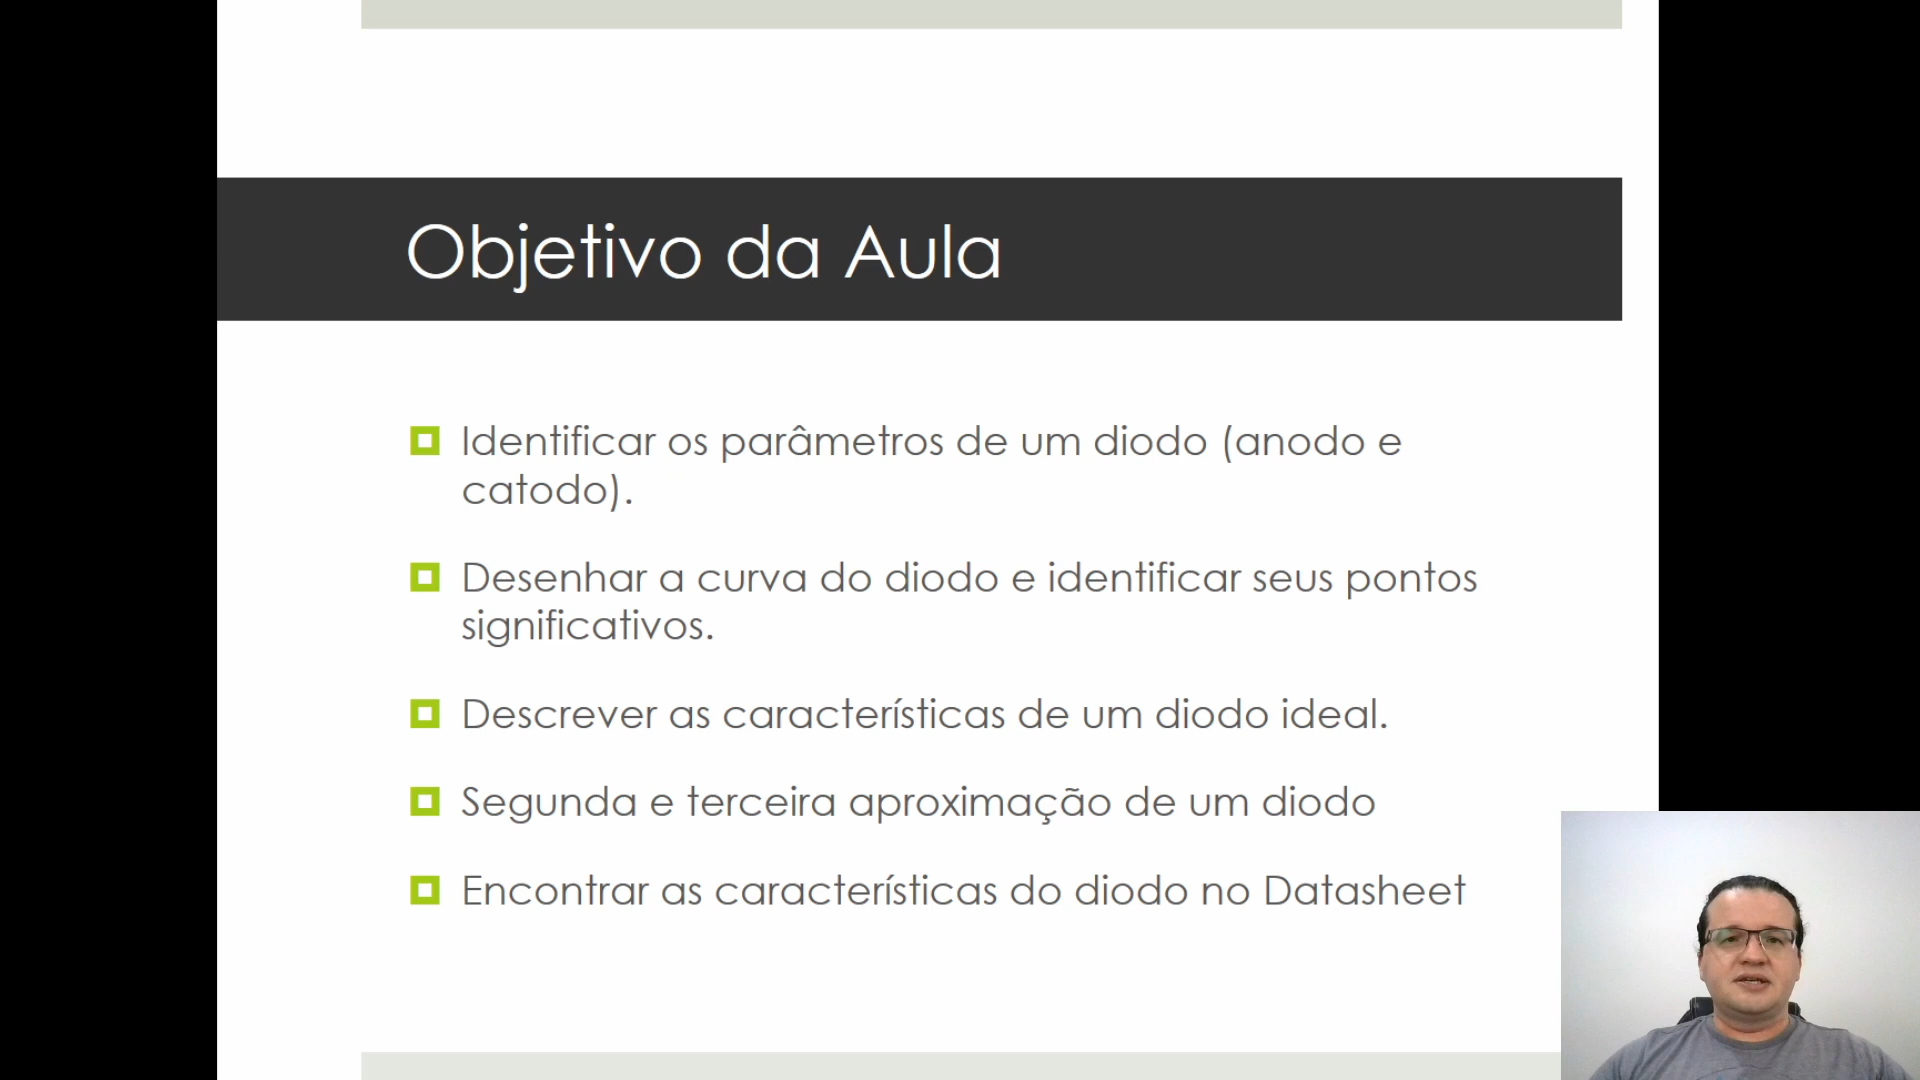 Objetivo da Aula
Identificar os parâmetros de um diodo (anodo e
catodo).
Desenhar a curva do diodo e identificar seus pontos
significativos.
Descrever as características de um diodo ideal.
Segunda e terceira aproximação de um diodo
Encontrar as características do diodo no Datasheet